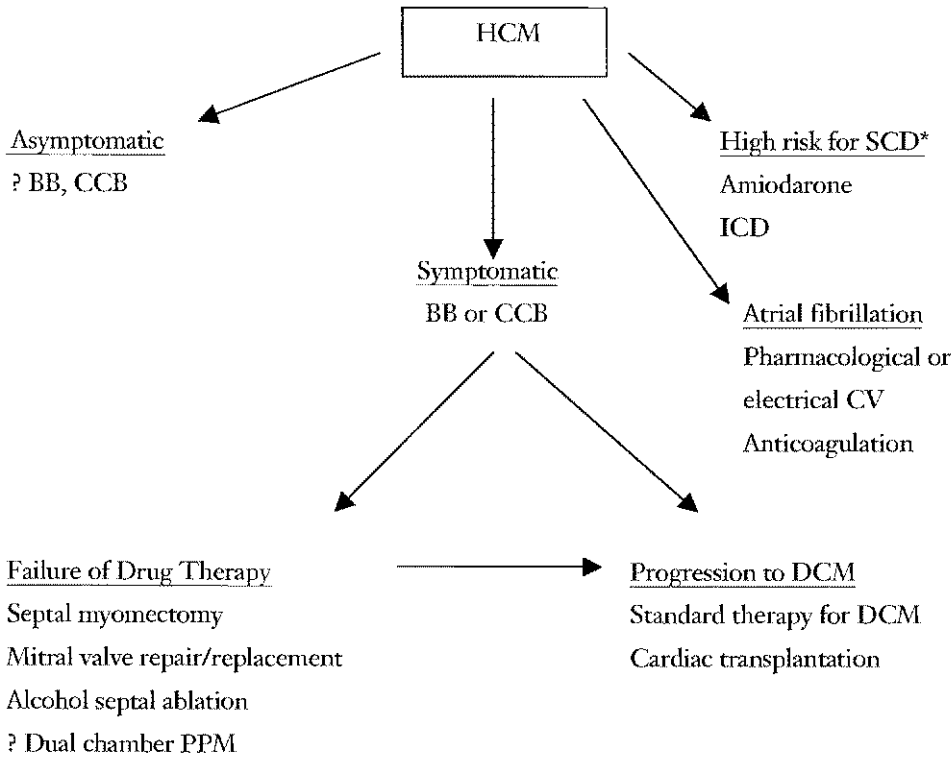 HCM
Asymptomatic
? BB, CCB
High risk for SCD*
Amiodarone
ICD
Symptomatic
BB or CCB
Atrial fibrillation
Pharmacological or
electrical CV
Anticoagulation
Failure of Drug Therapy
Septal myomectomy
Mitral valve repair/replacement
Alcohol septal ablation
? Dual chamber PPM
Progression to DCM
Standard therapy for DCM
Cardiac transplantation